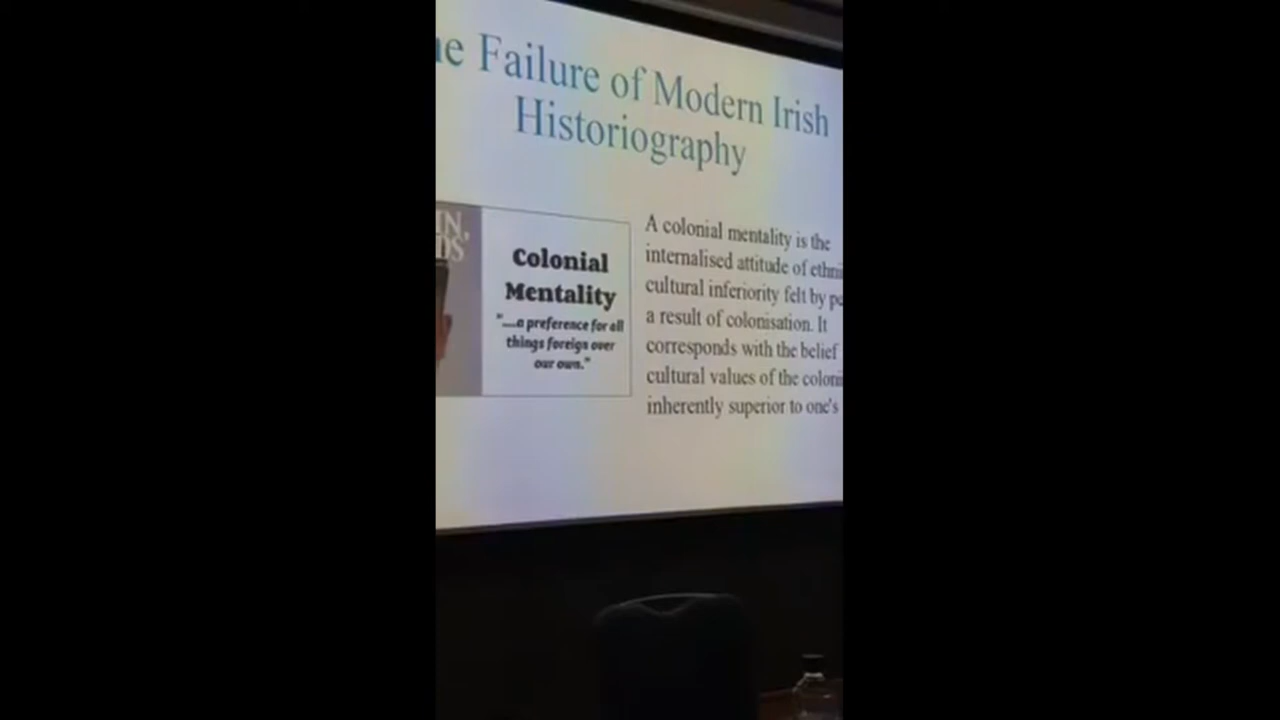 Failure of Modern Irish
Historiography
Colonial
Mentality
"....a preference for all
things foreign over
our own."
A colonial mentality is the
internalised attitude of
cultural inferiority felt by
a result of colonisation. It
corresponds with the belief
cultural values of the
inherently superior to one's